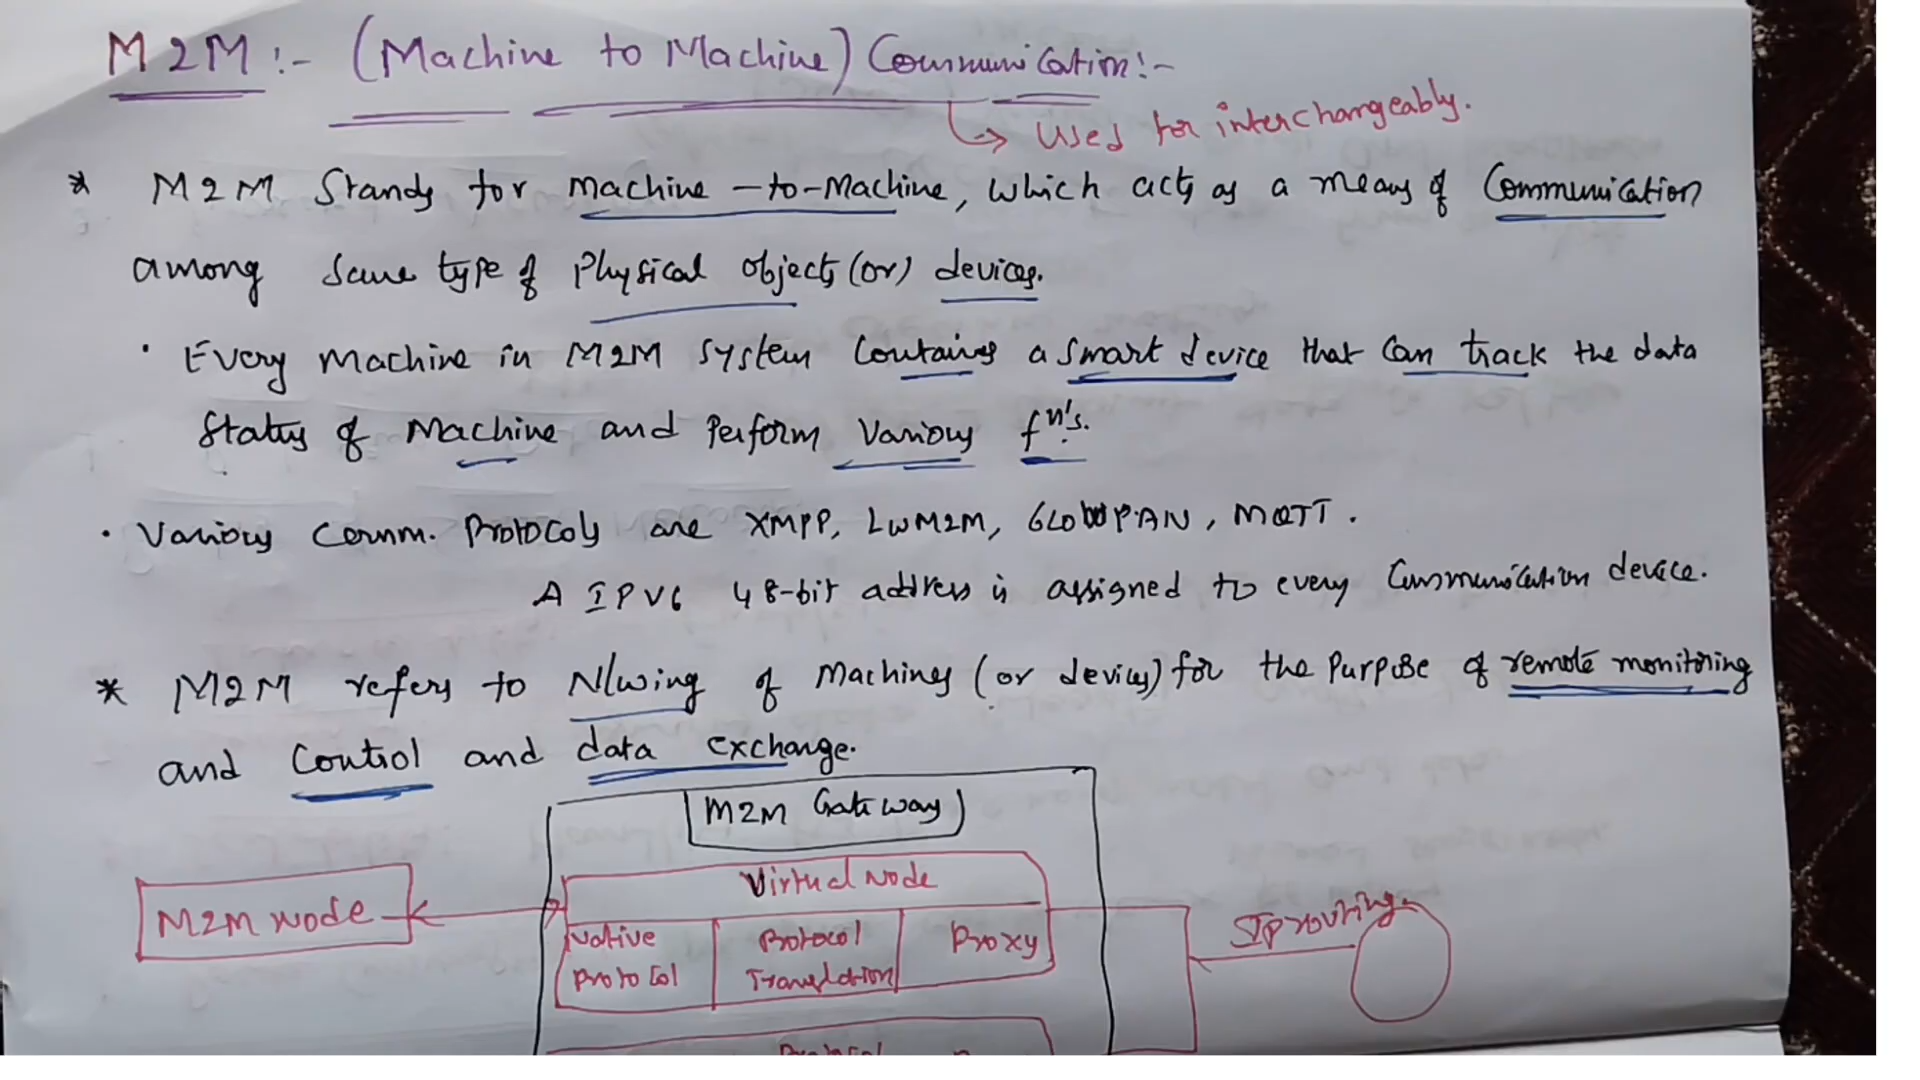 M2M :- (Machine to Machine) Communication:-
↳ Used for interchangeably.
* M2M Stands for Machine-to-Machine, which acts as a means of Communication
among same type of Physical objects (or) devices.
• Every Machine in M2M system Contains a smart device that can track the data
Status of Machine and Perform Various fn's.
• Various Comm. Protocols are XMPP, LWM2M, 6LOWPAN, MQTT.
A IPV6 48-bit address is assigned to every Communication device.
* M2M refers to N/wing of Machines (or devices) for the Purpose of remote monitoring
and Control and data exchange.
M2M Gateway
Virtual Node
M2M node
Native Protocol
Protocol Translation
Proxy
IP routing
Protocol